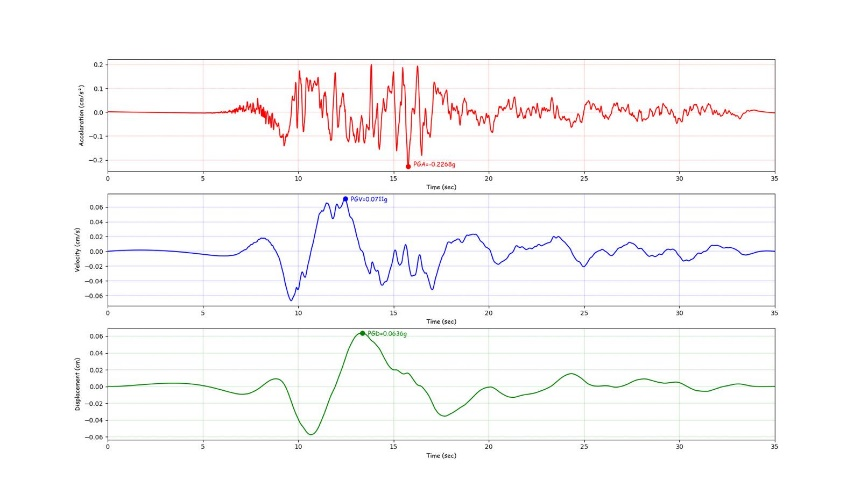 0.2
0.1
0.0
−0.1
−0.2
Acceleration (cm/s²)
PGA=-0.2268g
0 5 10 15 20 25 30 35
Time (sec)
0.06
0.04
0.02
0.00
−0.02
−0.04
−0.06
Velocity (cm/s)
PGV=0.0711g
0 5 10 15 20 25 30 35
Time (sec)
0.06
0.04
0.02
0.00
−0.02
−0.04
−0.06
Displacement (cm)
PGD=0.0636g
0 5 10 15 20 25 30 35
Time (sec)